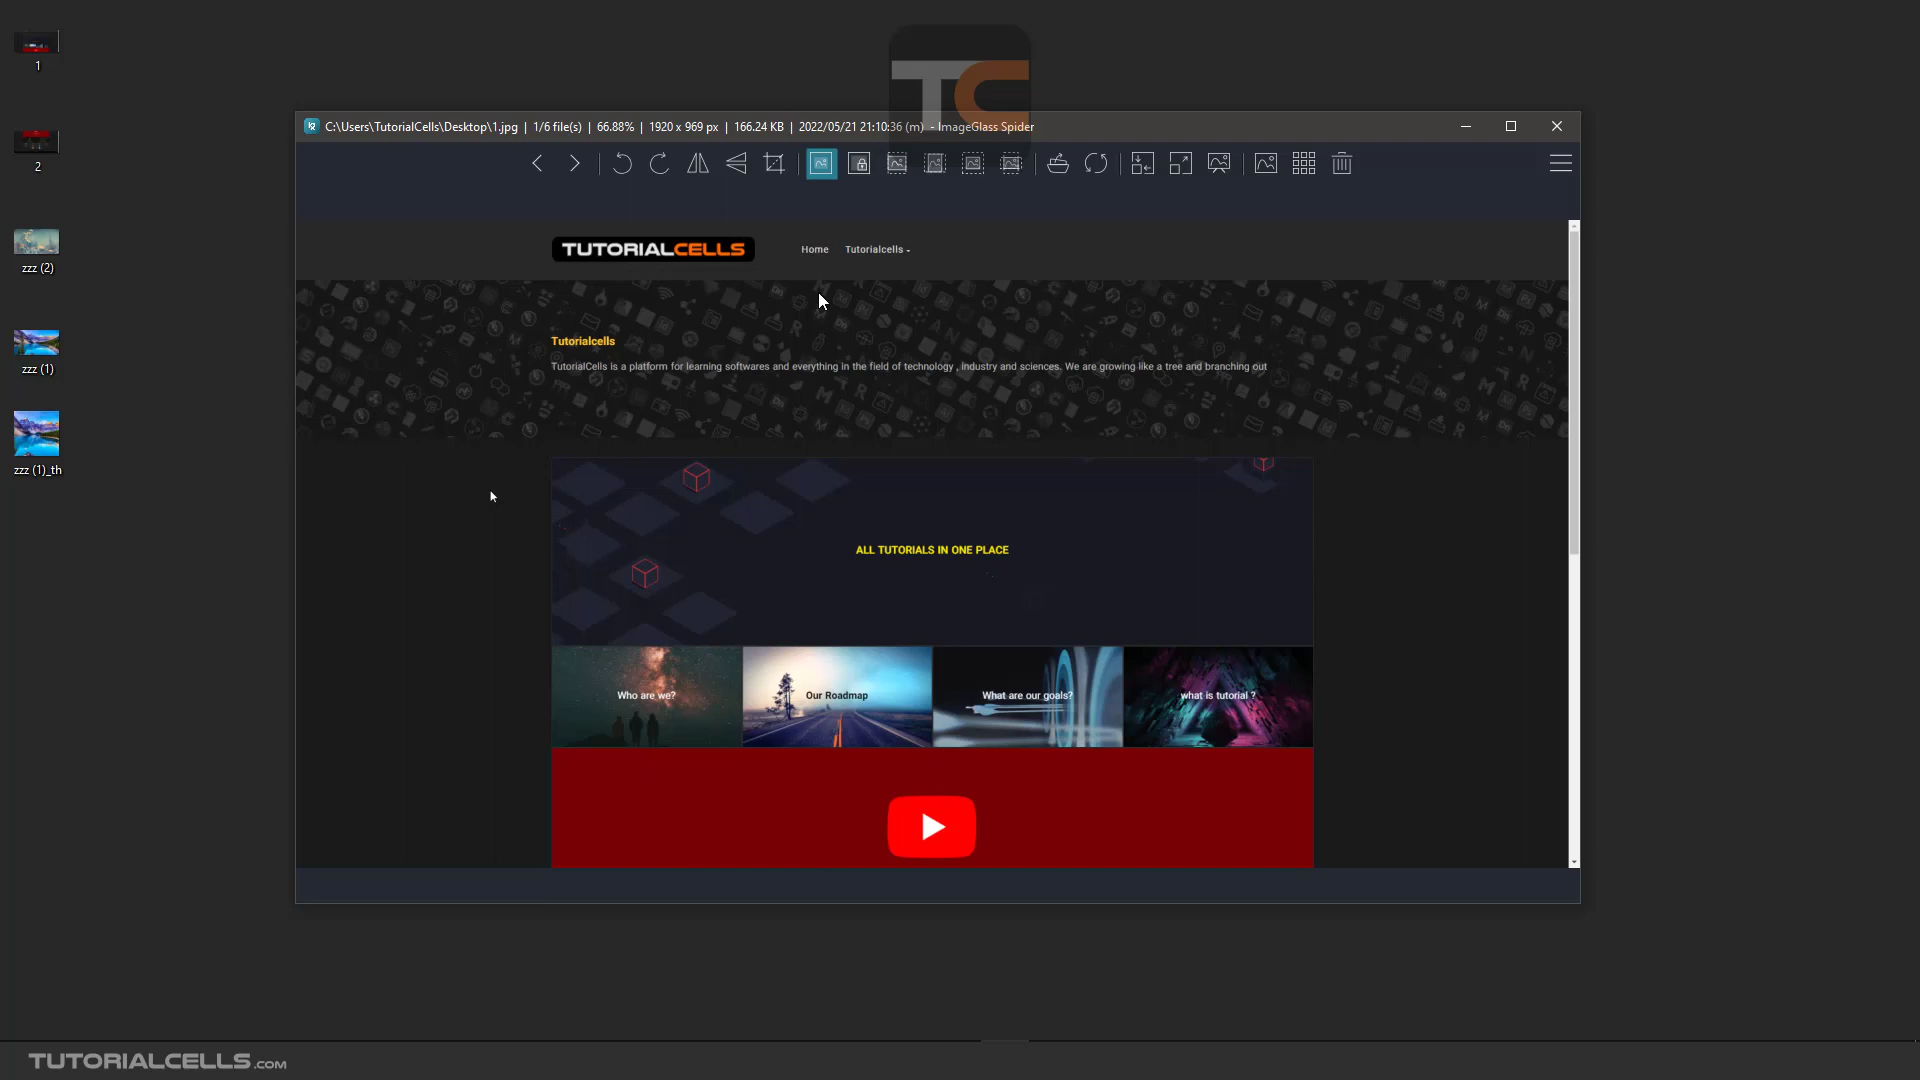 TC
1
2
zzz (2)
zzz (1)
zzz (1)_th
C:\Users\TutorialCells\Desktop\1.jpg | 1/6 file(s) | 66.88% | 1920 x 969 px | 166.24 KB | 2022/05/21 21:10:36 (m) - ImageGlass Spider
TUTORIALCELLS
Home
Tutorialcells
Tutorialcells
TutorialCells is a platform for learning softwares and everything in the field of technology , industry and sciences. We are growing like a tree and branching out
ALL TUTORIALS IN ONE PLACE
Who are we?
Our Roadmap
What are our goals?
what is tutorial ?
TUTORIALCELLS.COM